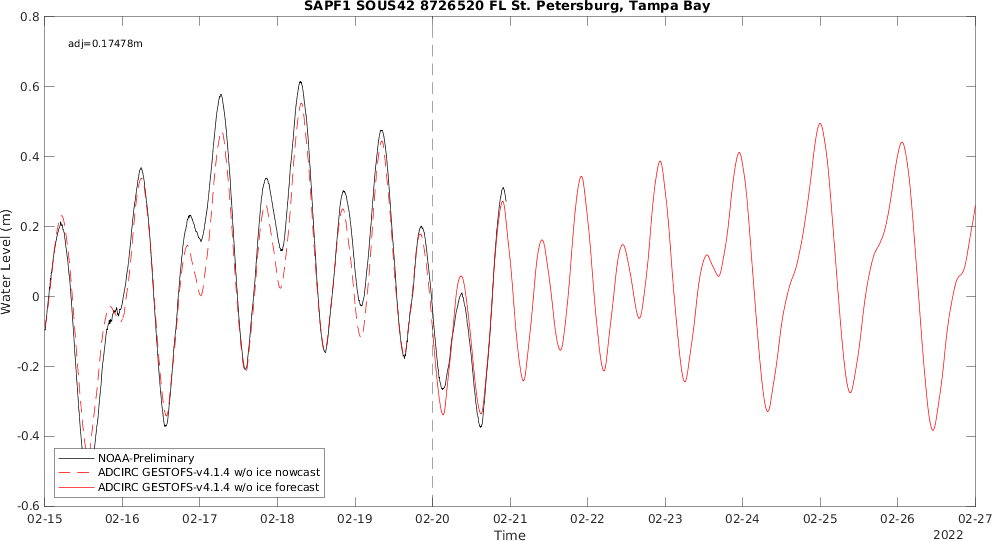 SAPF1 SOUS42 8726520 FL St. Petersburg, Tampa Bay
adj=0.17478m
0.8
0.6
0.4
0.2
0
-0.2
-0.4
-0.6
Water Level (m)
NOAA-Preliminary
ADCIRC GESTOFS-v4.1.4 w/o ice nowcast
ADCIRC GESTOFS-v4.1.4 w/o ice forecast
02-15 02-16 02-17 02-18 02-19 02-20 02-21 02-22 02-23 02-24 02-25 02-26 02-27
Time
2022